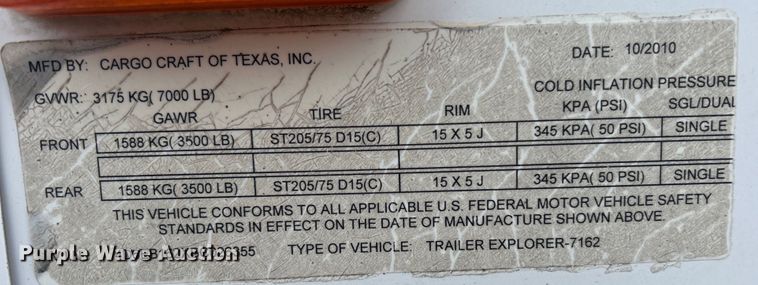 MFD BY: CARGO CRAFT OF TEXAS, INC. DATE: 10/2010
GVWR: 3175 KG( 7000 LB) COLD INFLATION PRESSURE
GAWR TIRE RIM KPA (PSI) SGL/DUAL
FRONT 1588 KG( 3500 LB) ST205/75 D15(C) 15 X 5 J 345 KPA( 50 PSI) SINGLE
REAR 1588 KG( 3500 LB) ST205/75 D15(C) 15 X 5 J 345 KPA( 50 PSI) SINGLE
THIS VEHICLE CONFORMS TO ALL APPLICABLE U.S. FEDERAL MOTOR VEHICLE SAFETY
STANDARDS IN EFFECT ON THE DATE OF MANUFACTURE SHOWN ABOVE.
TYPE OF VEHICLE: TRAILER EXPLORER-7162
Purple Wave Auction